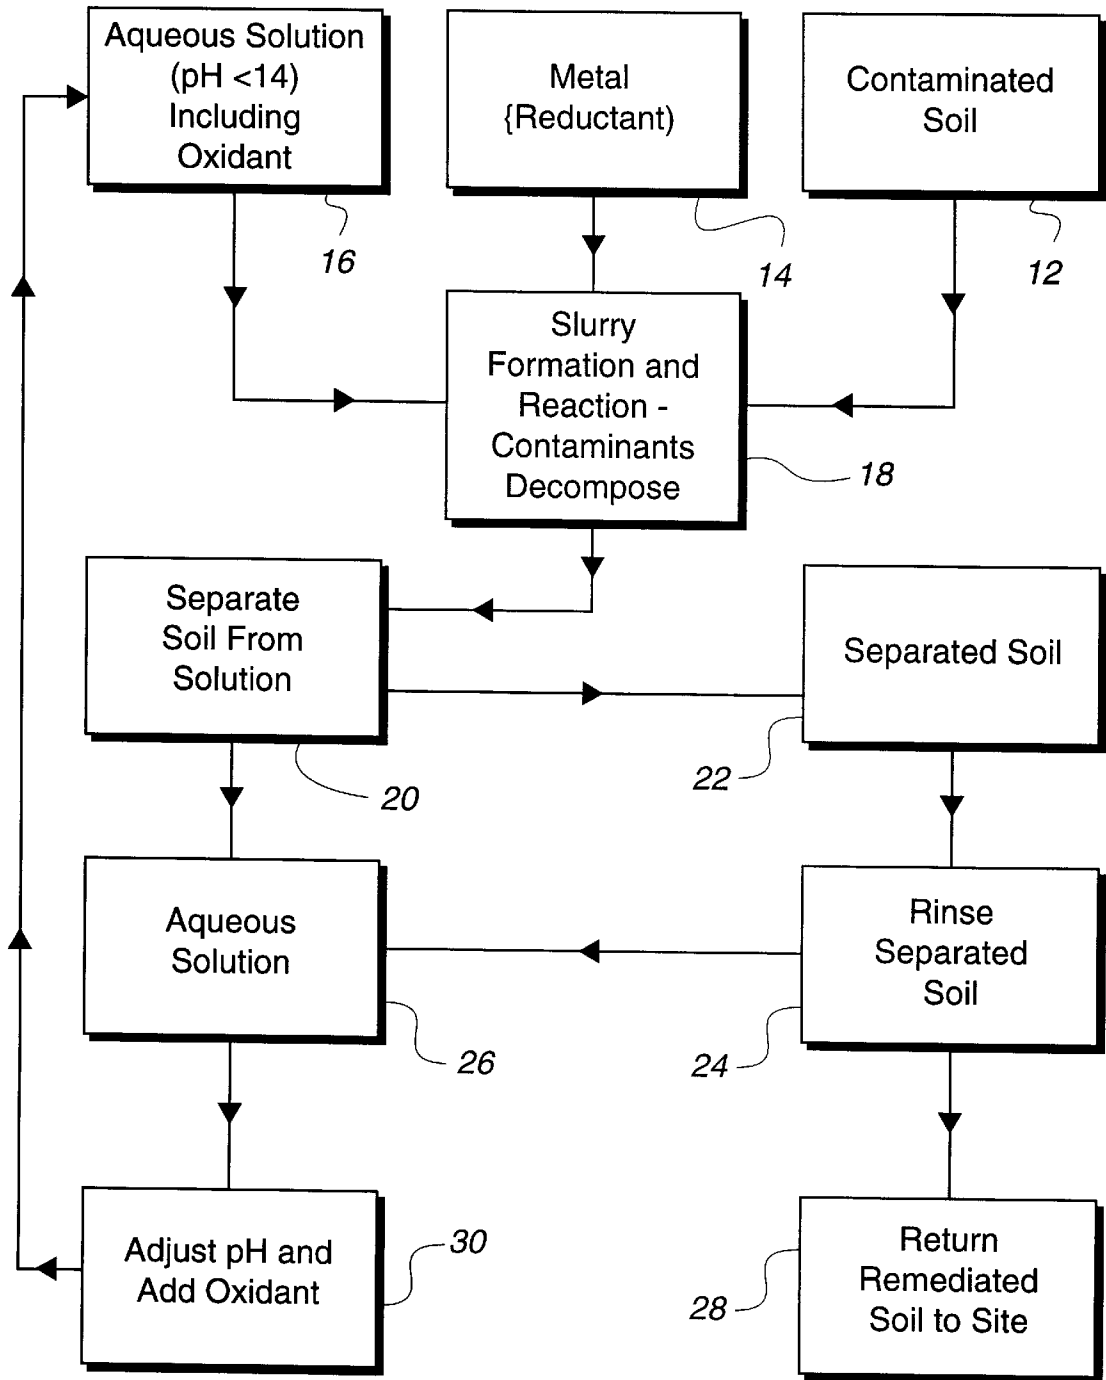 Aqueous Solution
(pH <14)
Including
Oxidant
16
Metal
{Reductant)
14
Contaminated
Soil
12
Slurry
Formation and
Reaction -
Contaminants
Decompose
18
Separate
Soil From
Solution
20
Separated Soil
22
Aqueous
Solution
26
Rinse
Separated
Soil
24
Adjust pH and
Add Oxidant
30
Return
Remediated
Soil to Site
28